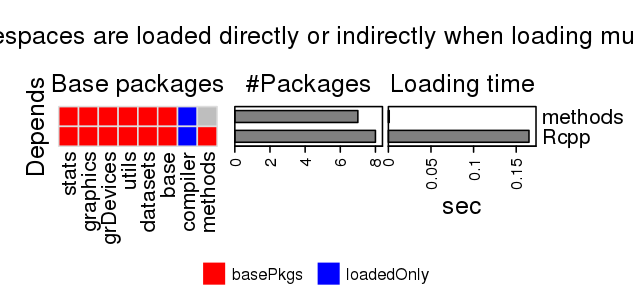 are loaded directly or indirectly when loading
Base packages #Packages Loading time
Depends
methods
Rcpp
stats
graphics
grDevices
utils
datasets
base
compiler
methods
0 2 4 6 8
0 0.05 0.1 0.15
sec
basePkgs loadedOnly